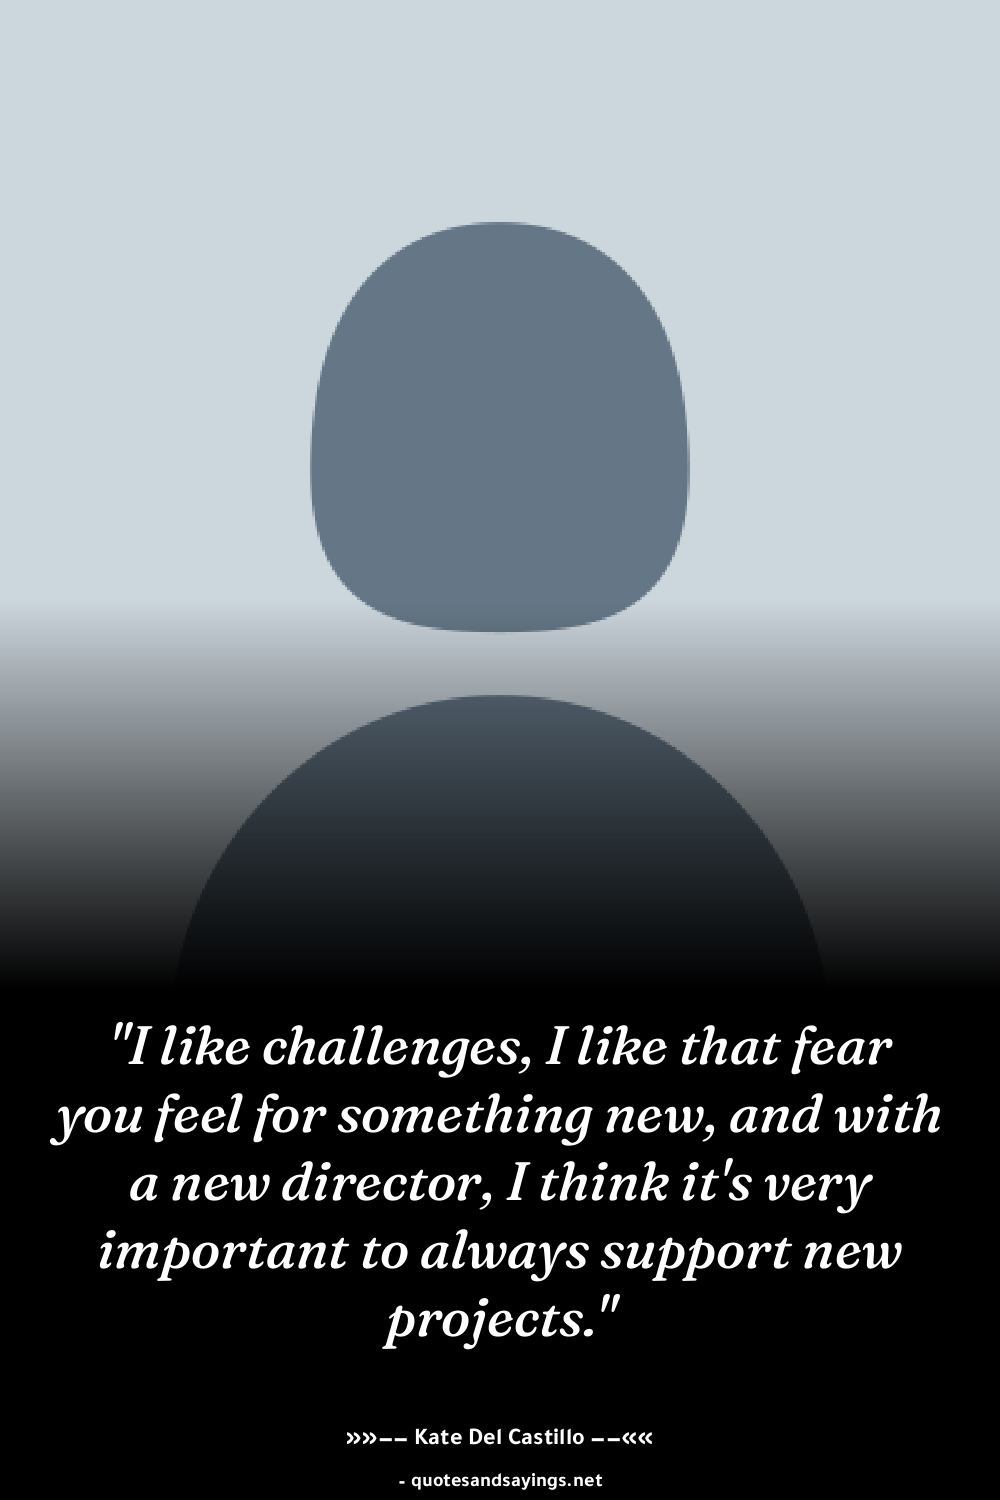 "I like challenges, I like that fear
you feel for something new, and with
a new director, I think it's very
important to always support new
projects."
»»−− Kate Del Castillo −−««
- quotesandsayings.net